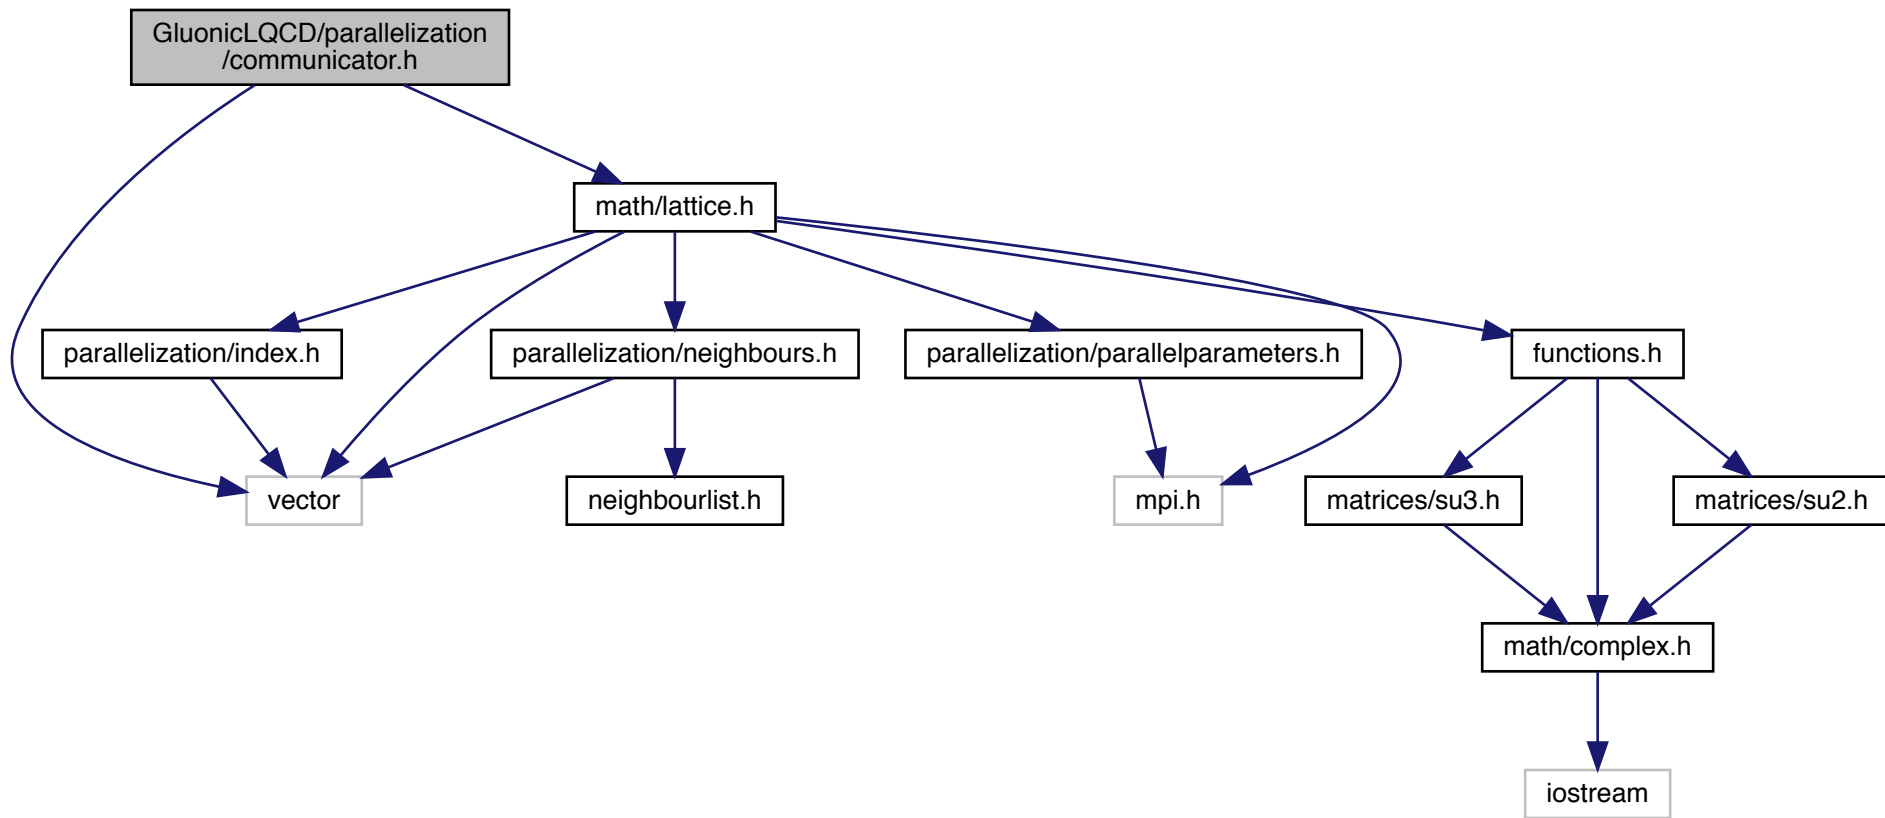 GluonicLQCD/parallelization
/communicator.h
math/lattice.h
parallelization/index.h
parallelization/neighbours.h
parallelization/parallelparameters.h
functions.h
vector
neighbourlist.h
mpi.h
matrices/su3.h
matrices/su2.h
math/complex.h
iostream